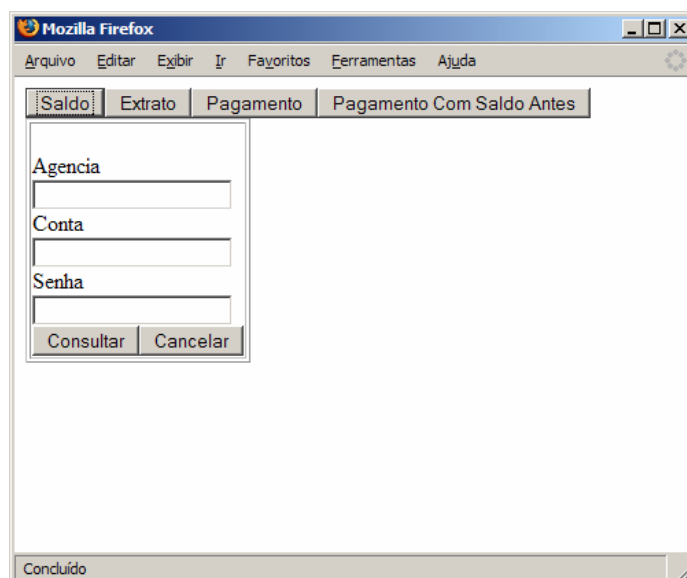 Mozilla Firefox
Arquivo Editar Exibir Ir Favoritos Ferramentas Ajuda
Saldo Extrato Pagamento Pagamento Com Saldo Antes
Agencia
Conta
Senha
Consultar Cancelar
Concluído